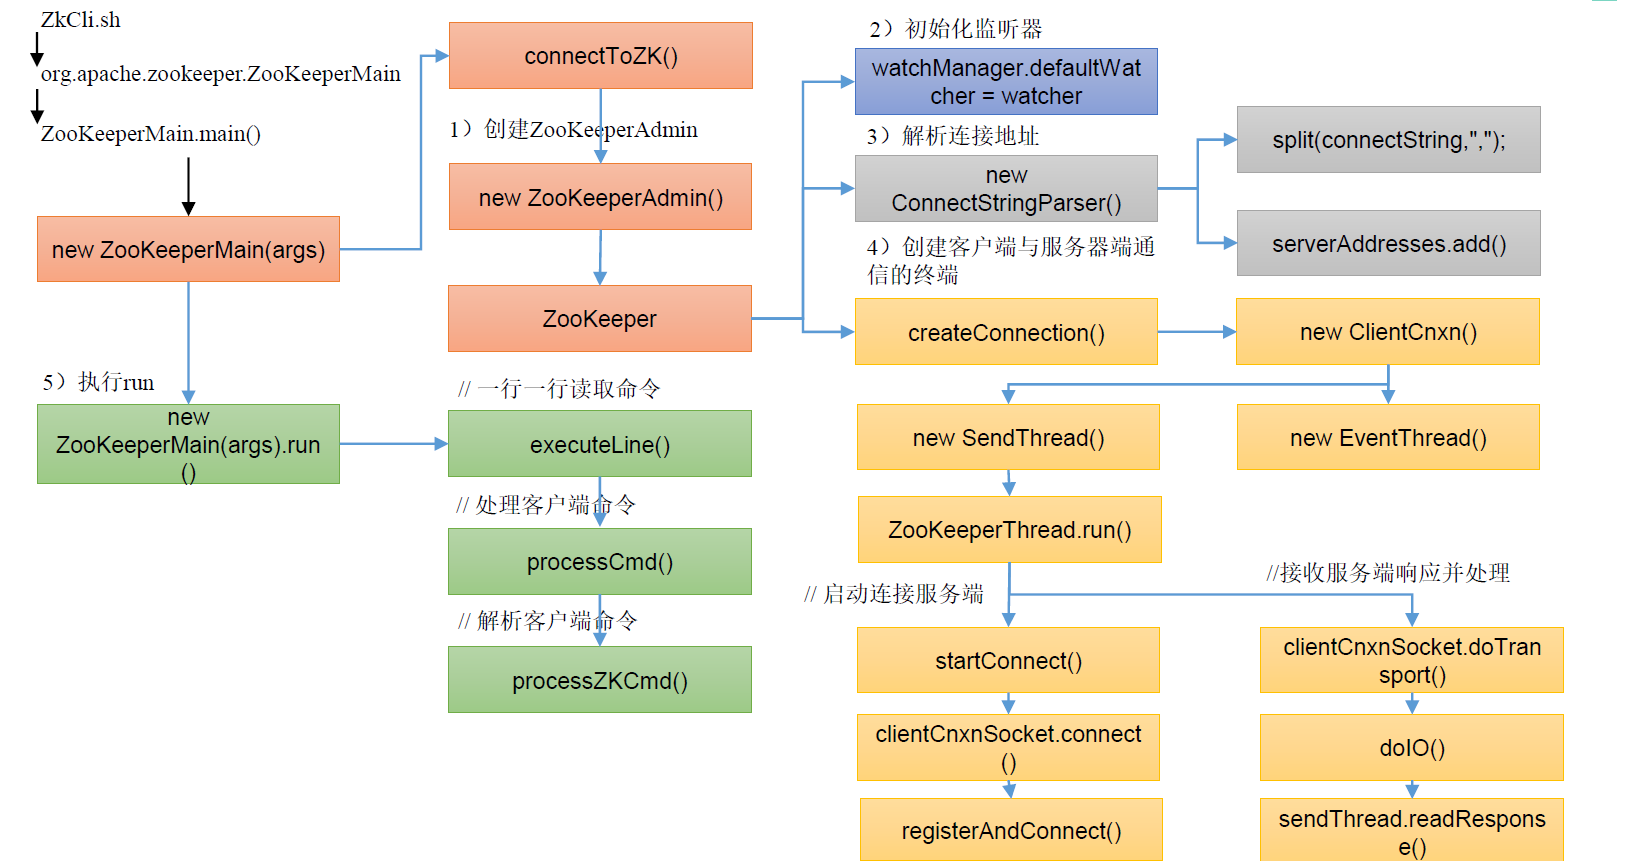 ZkCli.sh
org.apache.zookeeper.ZooKeeperMain
ZooKeeperMain.main()
new ZooKeeperMain(args)
5）执行run
new
ZooKeeperMain(args).run
()
connectToZK()
1）创建ZooKeeperAdmin
new ZooKeeperAdmin()
ZooKeeper
// 一行一行读取命令
executeLine()
// 处理客户端命令
processCmd()
// 解析客户端命令
processZKCmd()
2）初始化监听器
watchManager.defaultWat
cher = watcher
3）解析连接地址
new
ConnectStringParser()
split(connectString,",");
serverAddresses.add()
4）创建客户端与服务器端通
信的终端
createConnection()
new ClientCnxn()
new SendThread()
new EventThread()
ZooKeeperThread.run()
// 启动连接服务端
startConnect()
clientCnxnSocket.connect
()
registerAndConnect()
//接收服务端响应并处理
clientCnxnSocket.doTran
sport()
doIO()
sendThread.readRespons
e()